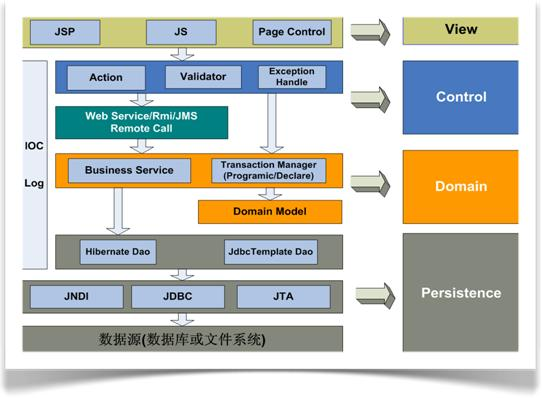 JSP
JS
Page Control
View
IOC
Log
Action
Validator
Exception
Handle
Control
Web Service/Rmi/JMS
Remote Call
Business Service
Transaction Manager
(Programic/Declare)
Domain
Domain Model
Hibernate Dao
JdbcTemplate Dao
Persistence
JNDI
JDBC
JTA
数据源(数据库或文件系统)